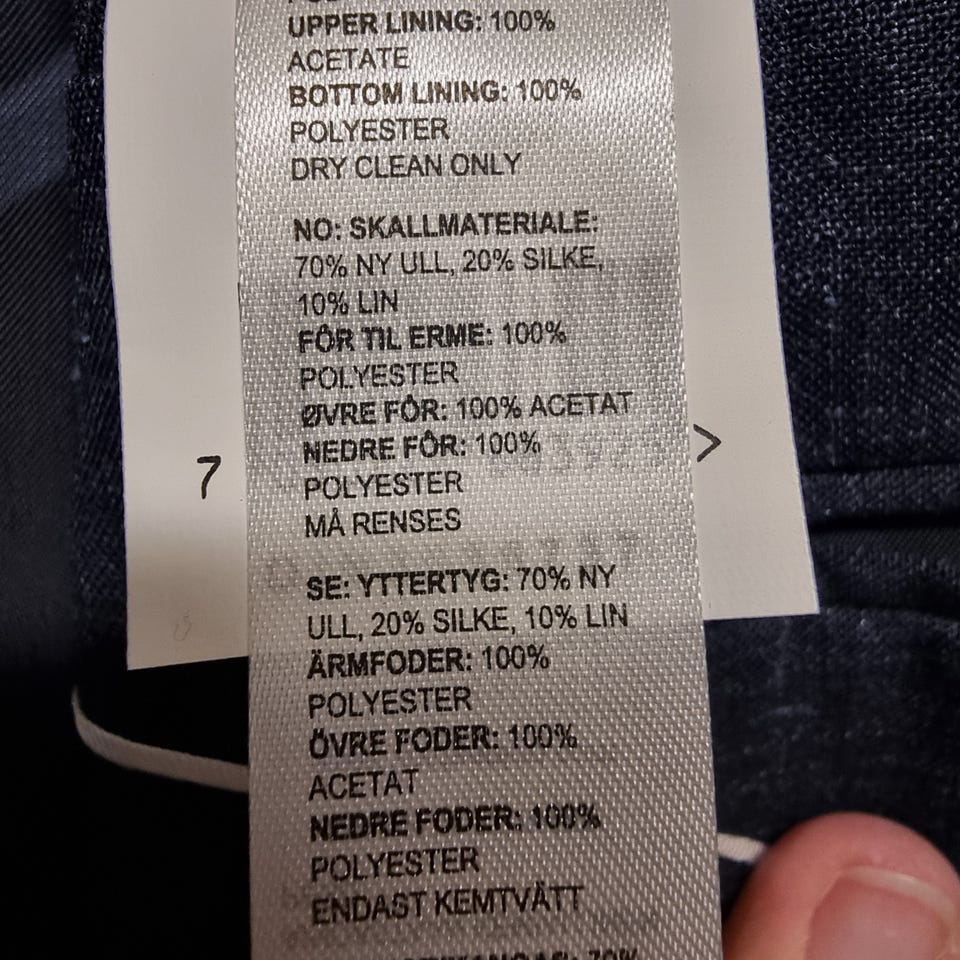 UPPER LINING: 100%
ACETATE
BOTTOM LINING: 100%
POLYESTER
DRY CLEAN ONLY
NO: SKALLMATERIALE:
70% NY ULL, 20% SILKE,
10% LIN
FÔR TIL ERME: 100%
POLYESTER
ØVRE FÔR: 100% ACETAT
NEDRE FÔR: 100%
POLYESTER
MÅ RENSES
SE: YTTERTYG: 70% NY
ULL, 20% SILKE, 10% LIN
ÄRMFODER: 100%
POLYESTER
ÖVRE FODER: 100%
ACETAT
NEDRE FODER: 100%
POLYESTER
ENDAST KEMTVÄTT
70%
7
>